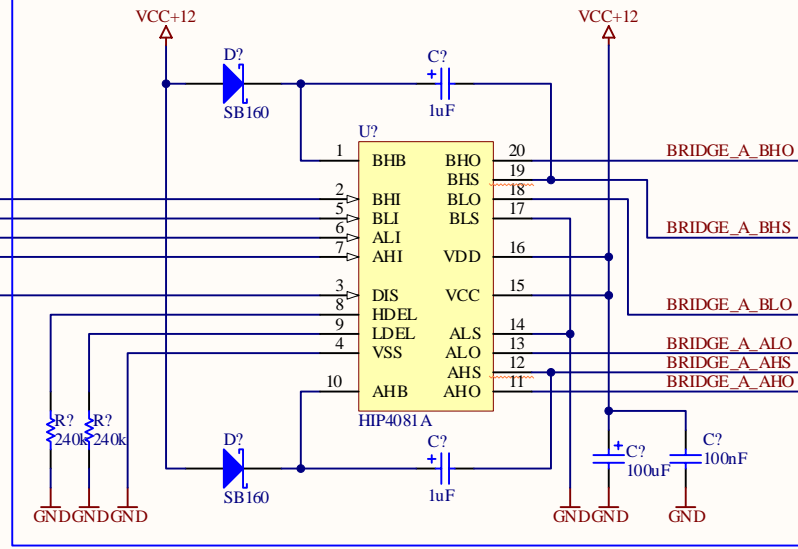 VCC+12
VCC+12
D?
C?
+
SB160
1uF
U?
1 BHB BHO 20 BRIDGE_A_BHO
BHS 19
2 BHI BLO 18
5 BLI BLS 17
6 ALI
BRIDGE_A_BHS
7 AHI VDD 16
3 DIS VCC 15
8 HDEL
BRIDGE_A_BLO
9 LDEL ALS 14
4 VSS ALO 13 BRIDGE_A_ALO
AHS 12 BRIDGE_A_AHS
10 AHB AHO 11 BRIDGE_A_AHO
HIP4081A
R? R?
240k 240k
D?
C?
+
SB160
1uF
+
C?
100uF
C?
100nF
GND GND GND GND GND GND